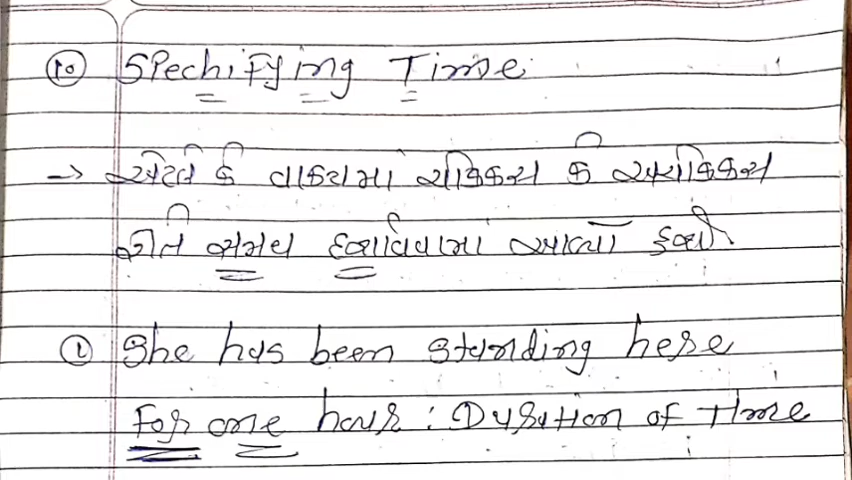 (10) Spechifying Time
→ એટલે કે વાક્યમાં ચોક્કસ કે અચોક્કસ
રીતે સમય દર્શાવવામાં આવ્યો હશે
(1) She has been standing here
For one hour : Duration of Time